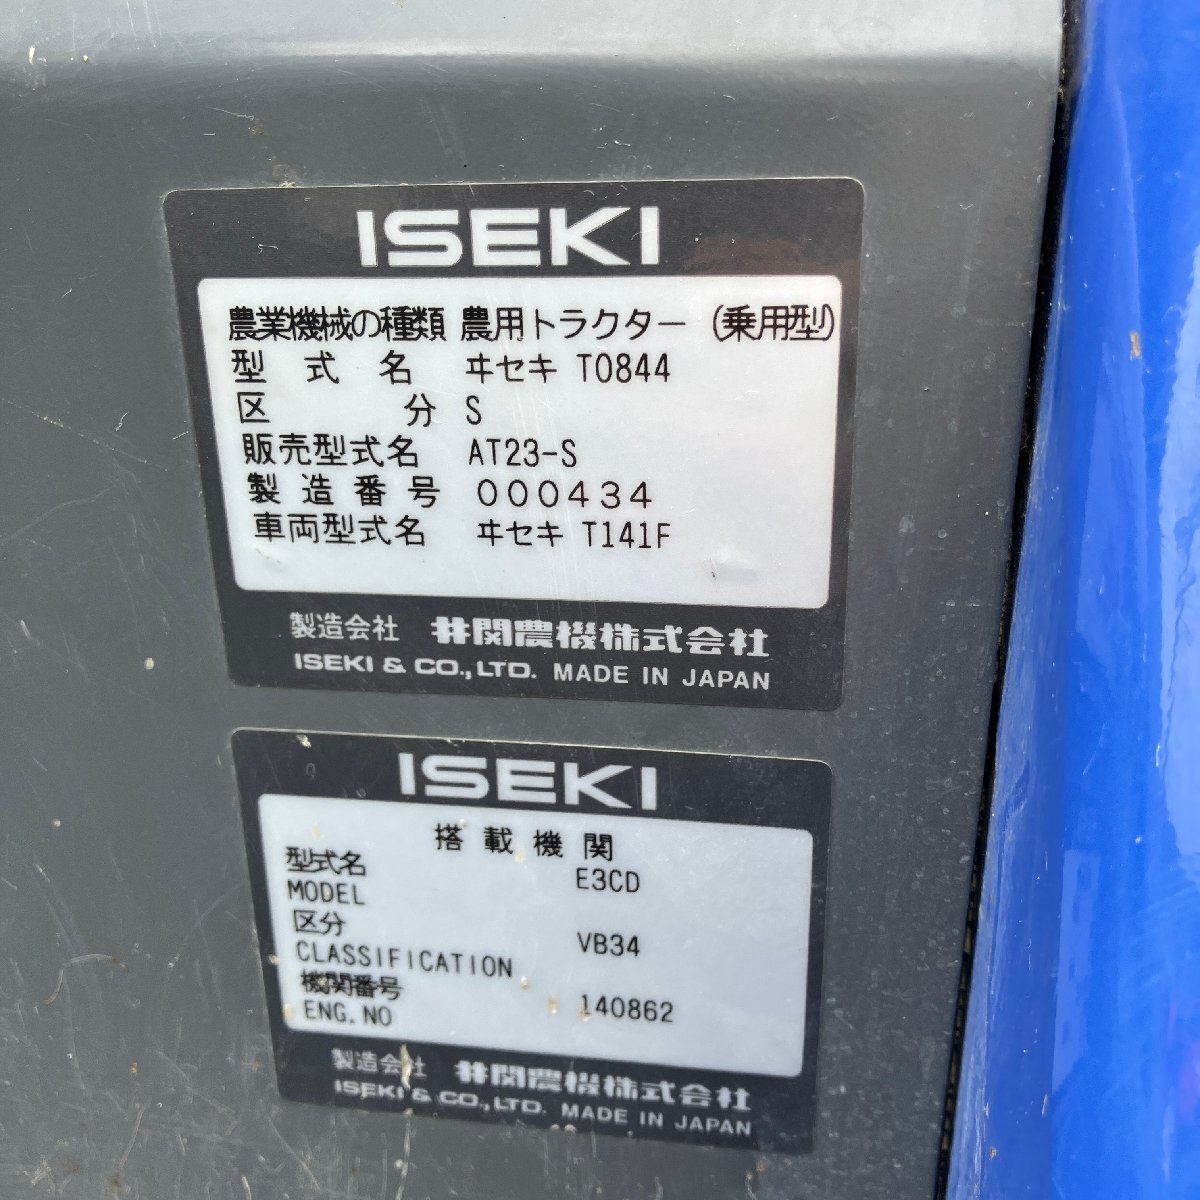 ISEKI
農業機械の種類 農用トラクター (乗用型)
型式名 ヰセキ T0844
区分 S
販売型式名 AT23-S
製造番号 000434
車両型式名 ヰセキ T141F
製造会社 井関農機株式会社
ISEKI & CO.,LTD. MADE IN JAPAN
ISEKI
搭載機関
型式名 E3CD
MODEL
区分 VB34
CLASSIFICATION
機関番号 140862
ENG.NO
製造会社 井関農機株式会社
ISEKI & CO.,LTD. MADE IN JAPAN